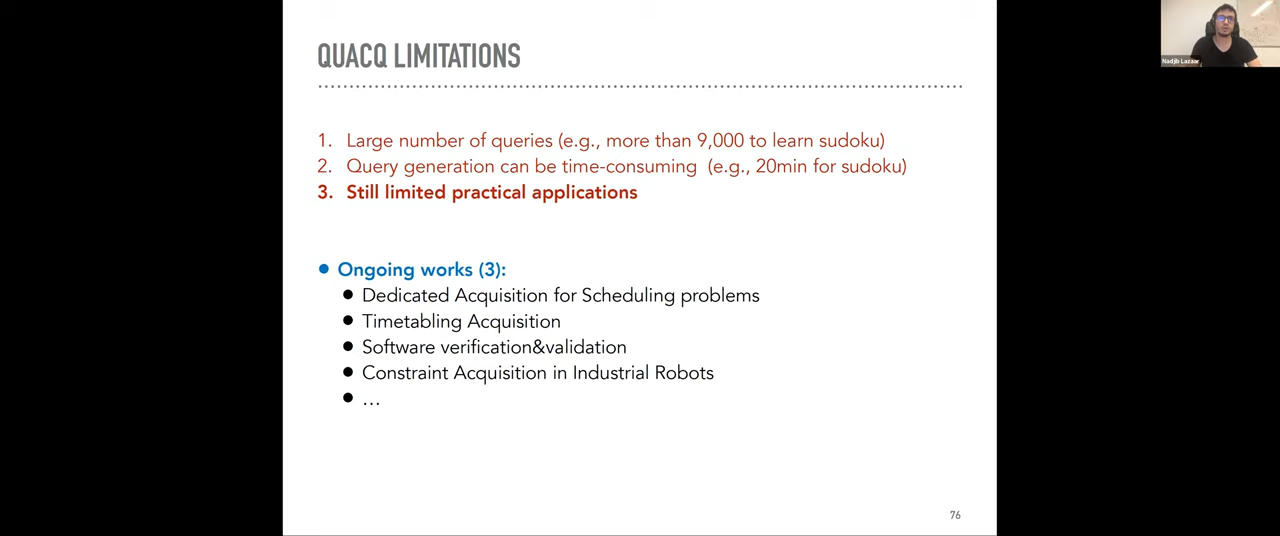 QUACQ LIMITATIONS
Nadjib Lazaar
1. Large number of queries (e.g., more than 9,000 to learn sudoku)
2. Query generation can be time-consuming (e.g., 20min for sudoku)
3. Still limited practical applications
● Ongoing works (3):
● Dedicated Acquisition for Scheduling problems
● Timetabling Acquisition
● Software verification&validation
● Constraint Acquisition in Industrial Robots
● …
76